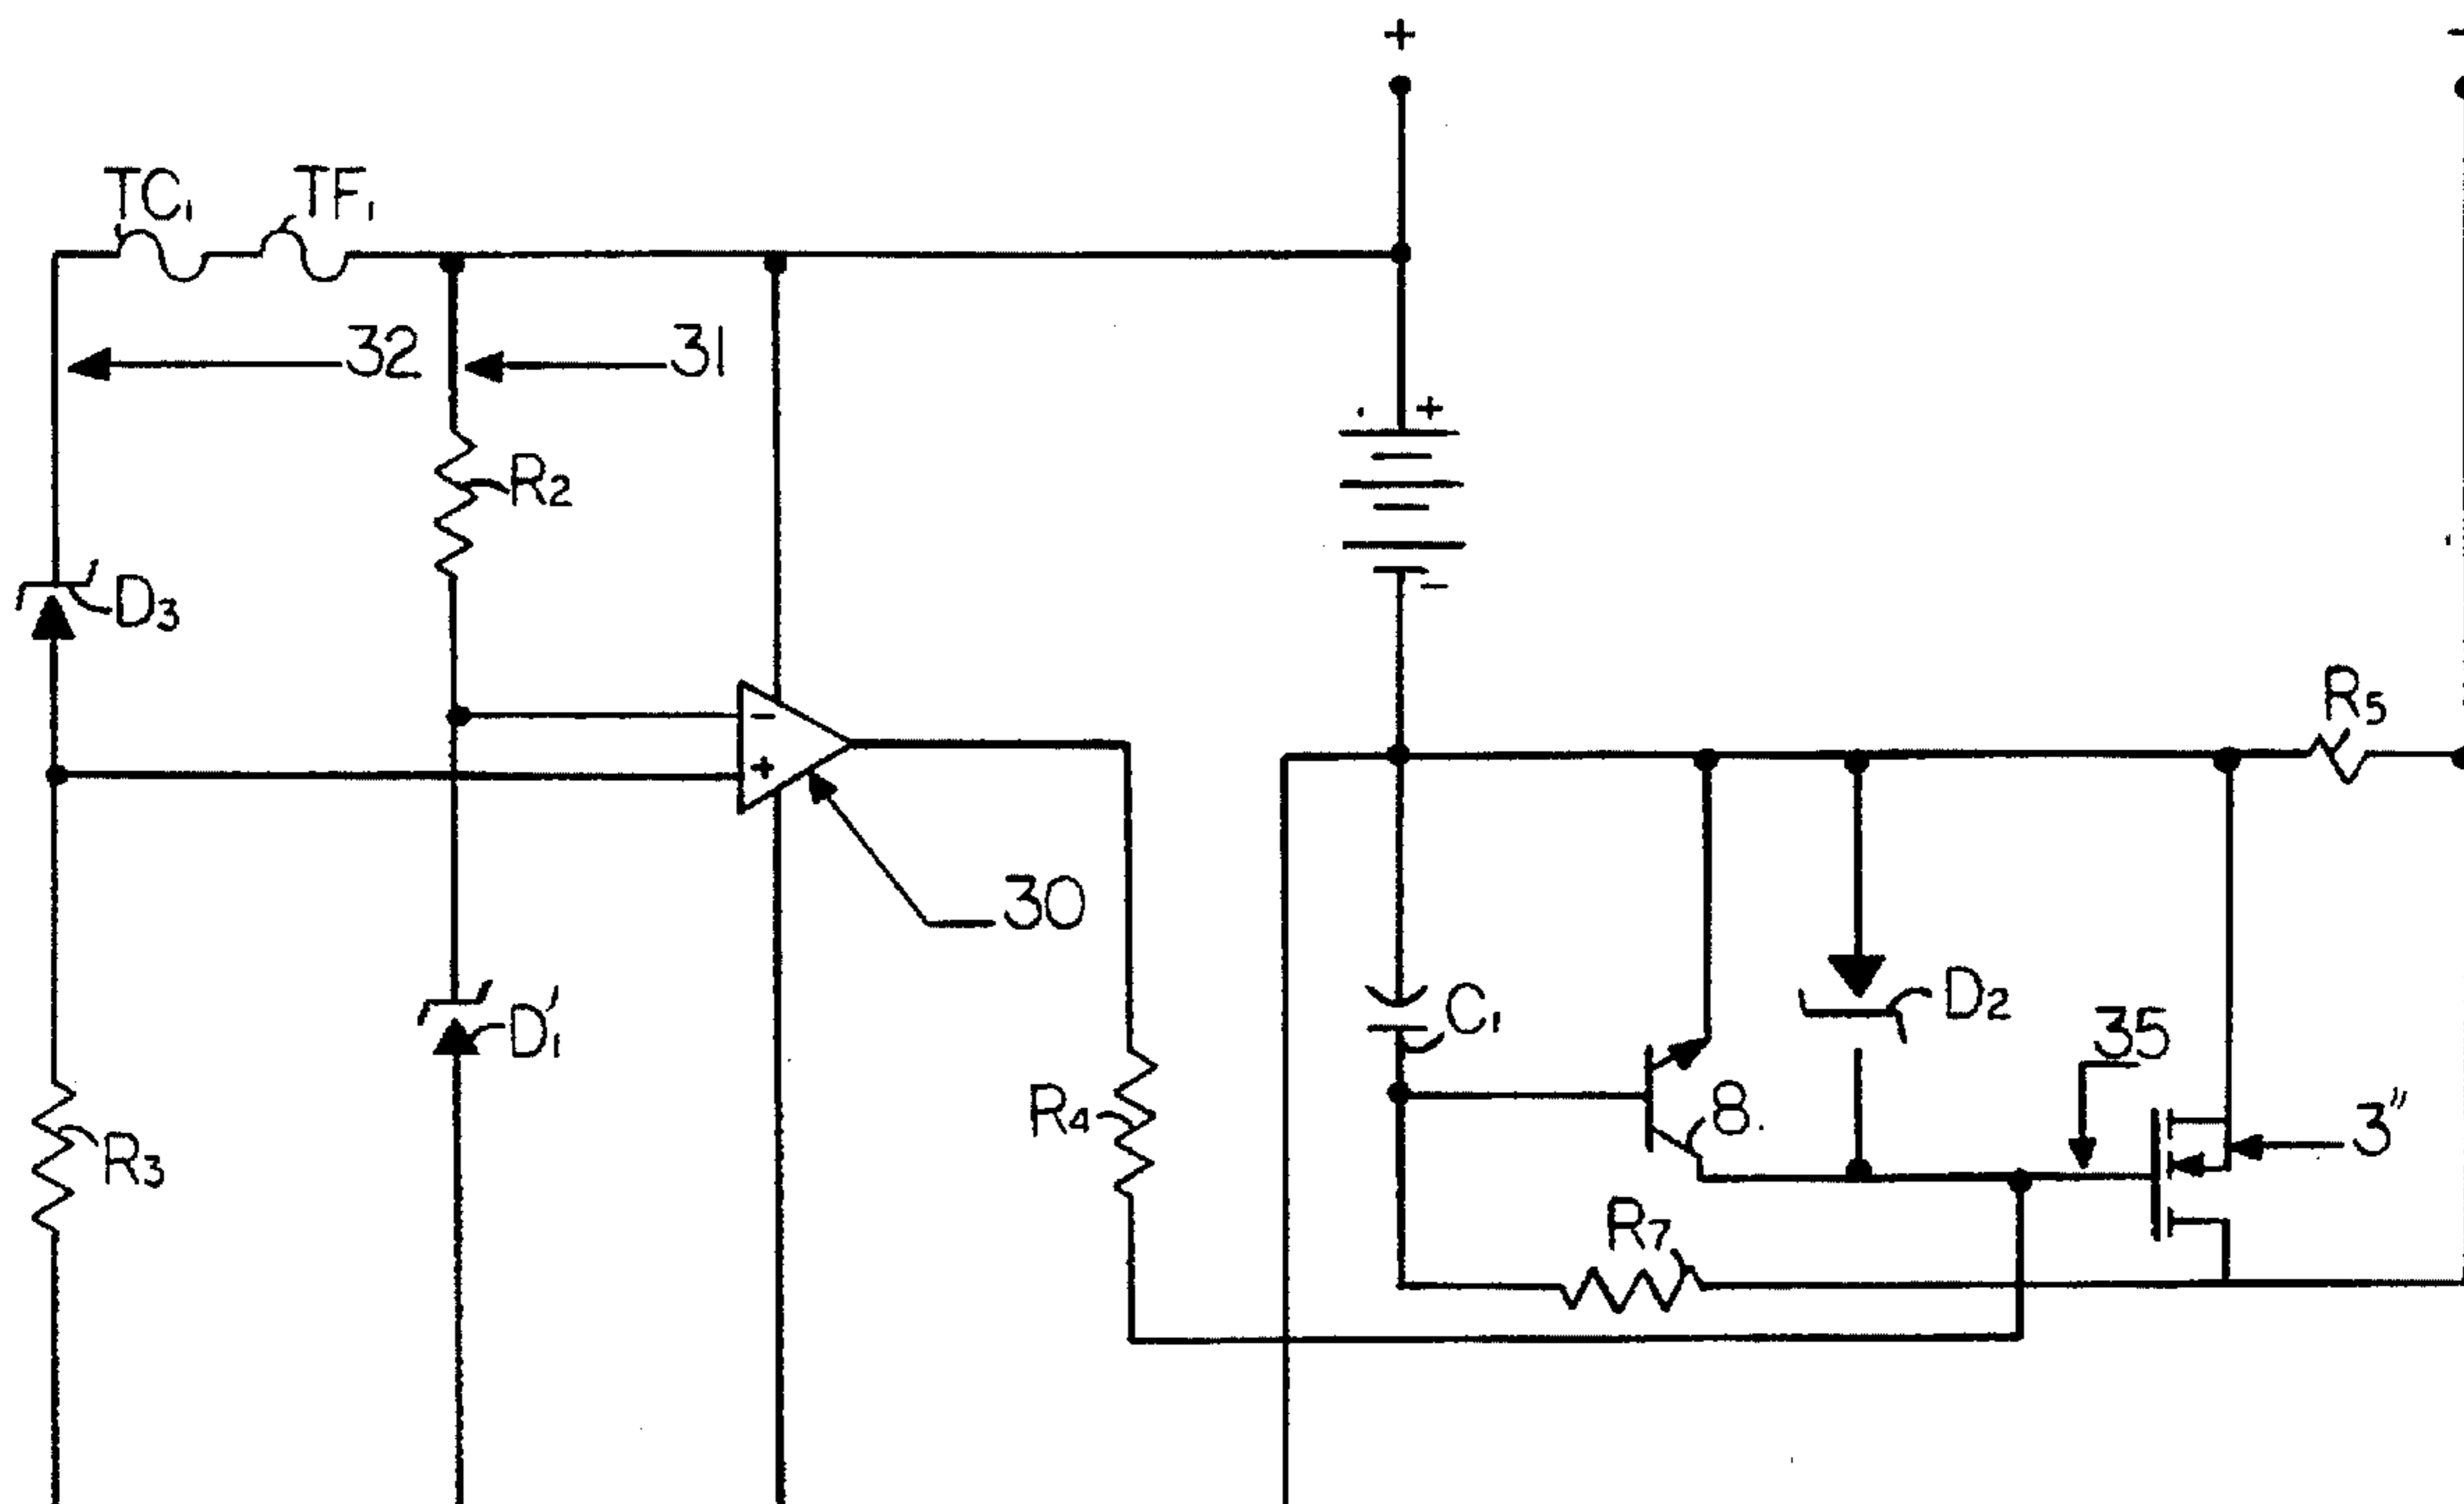 +
TC₁
TF₁
32
31
+
R₂
D₃
−
R₅
−
+
30
D₁′
C₁
D₂
35
R₄
8.
3″
R₃
R₇